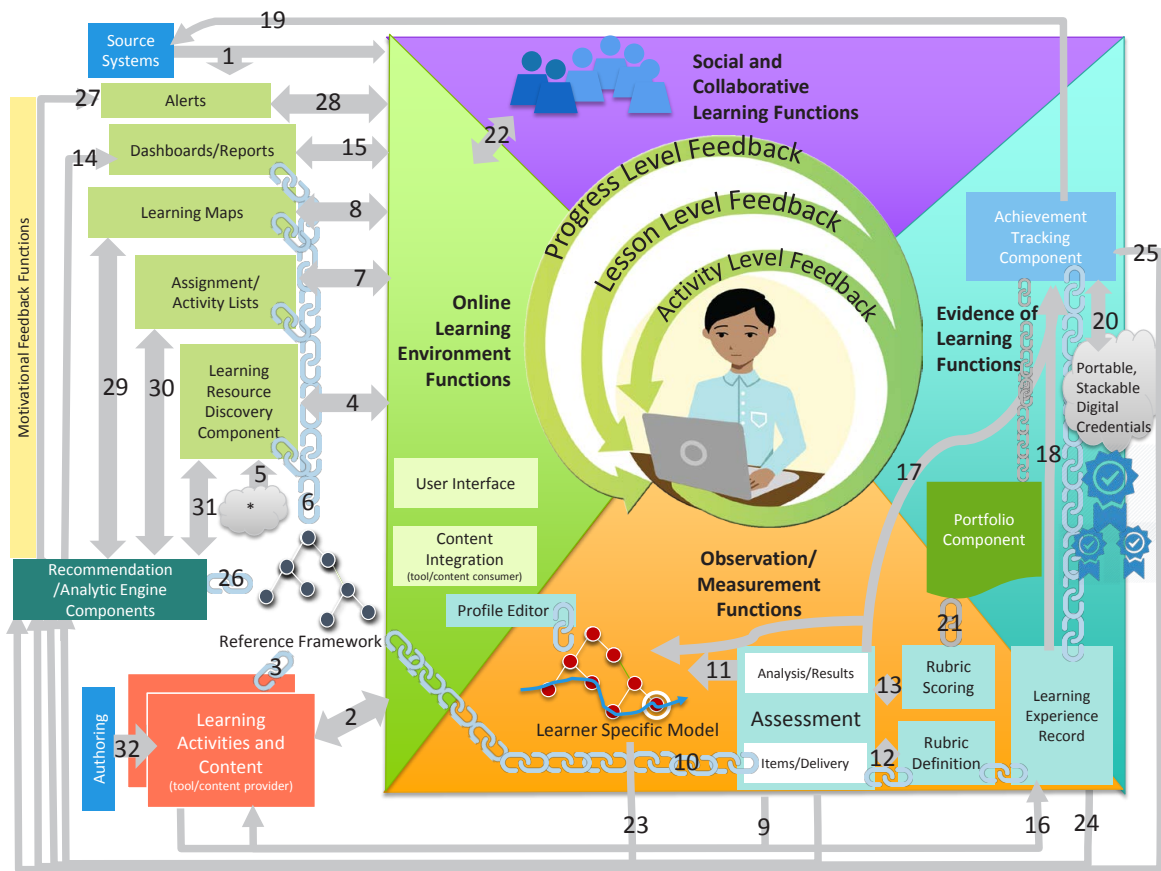 19
Source
Systems
1
27
Alerts
28
14
Dashboards/Reports
15
Learning Maps
8
Assignment/
Activity Lists
7
29
30
Learning
Resource
Discovery
Component
4
5
31
*
6
Motivational Feedback Functions
Recommendation
/Analytic Engine
Components
26
Reference Framework
3
Authoring
32
Learning
Activities and
Content
(tool/content provider)
2
22
Social and
Collaborative
Learning Functions
Progress Level Feedback
Lesson Level Feedback
Activity Level Feedback
Online
Learning
Environment
Functions
User Interface
Content
Integration
(tool/content consumer)
Profile Editor
Observation/
Measurement
Functions
Learner Specific Model
11
Analysis/Results
Assessment
Items/Delivery
10
13
12
Rubric
Scoring
Rubric
Definition
21
Learning
Experience
Record
Portfolio
Component
17
18
Evidence of
Learning
Functions
Achievement
Tracking
Component
25
20
Portable,
Stackable
Digital
Credentials
23
9
16
24